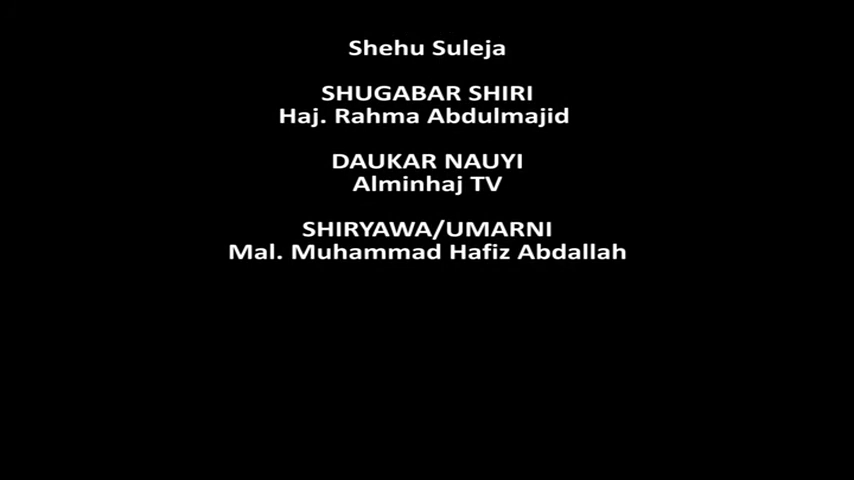 Shehu Suleja
SHUGABAR SHIRI
Haj. Rahma Abdulmajid
DAUKAR NAUYI
Alminhaj TV
SHIRYAWA/UMARNI
Mal. Muhammad Hafiz Abdallah